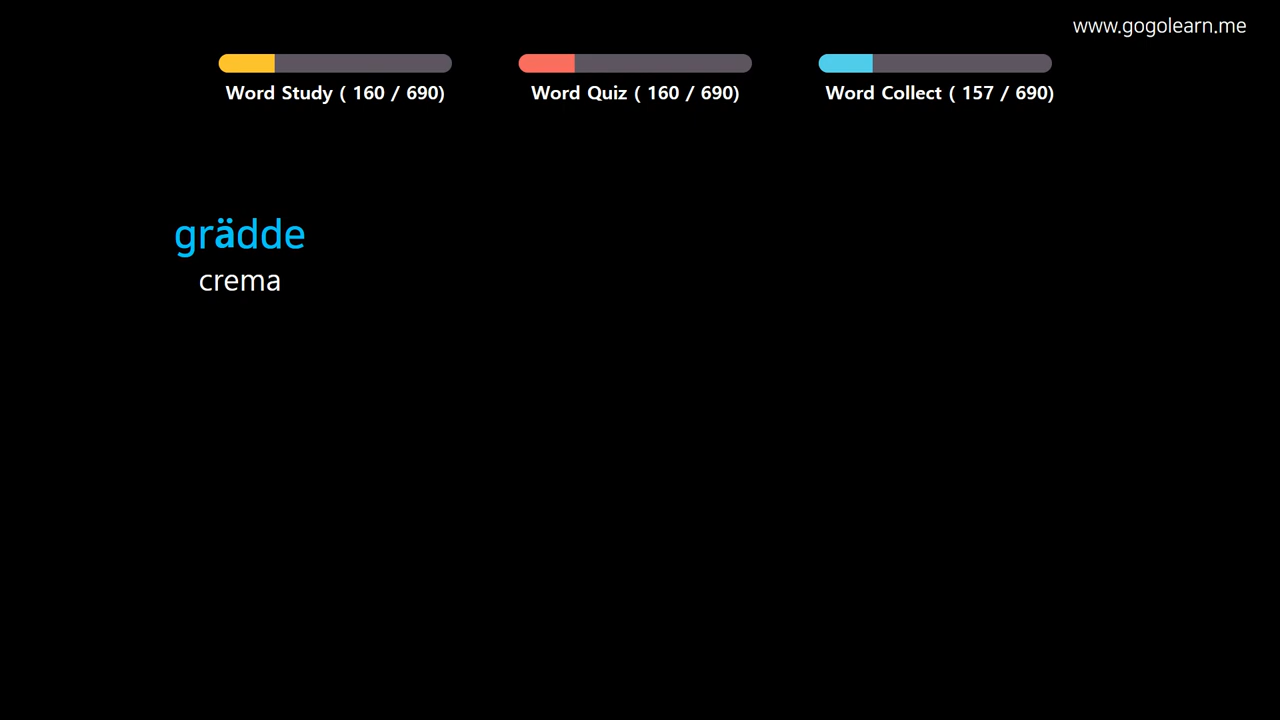 www.gogolearn.me
Word Study ( 160 / 690)
Word Quiz ( 160 / 690)
Word Collect ( 157 / 690)
grädde
crema